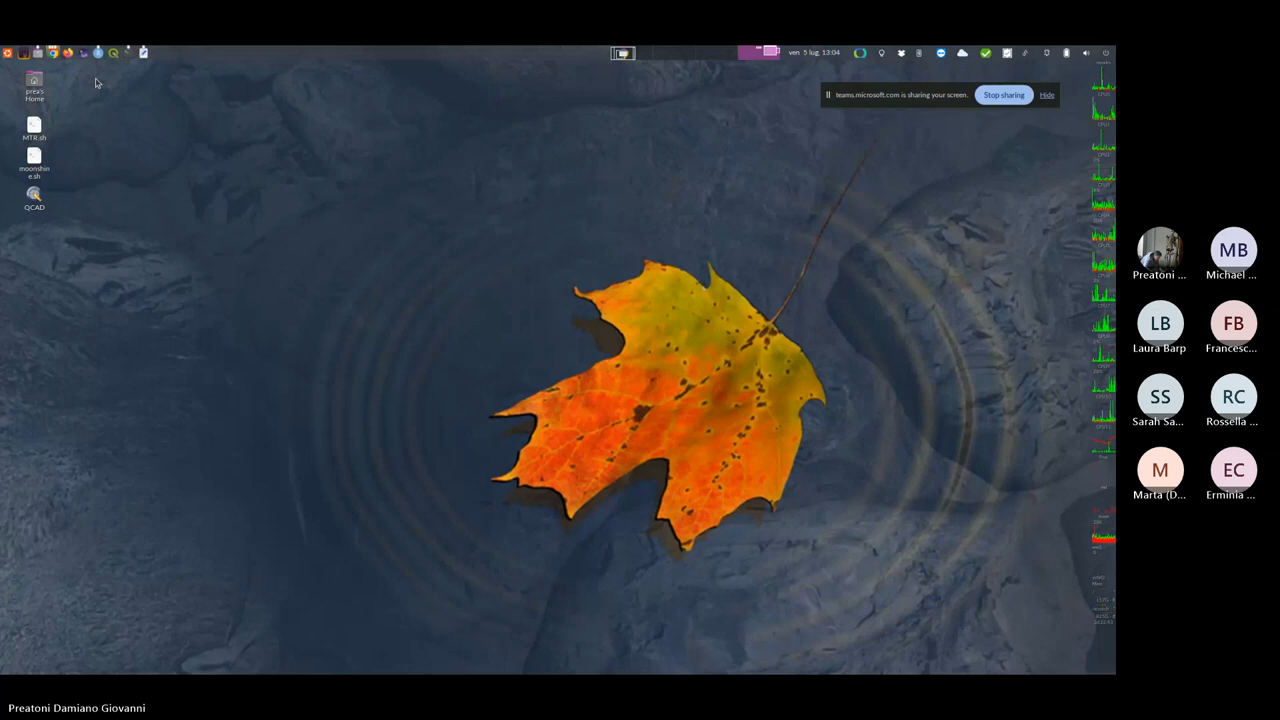 ven 5 lug, 13:04
prea's
Home
MTR.sh
moonshin
e.sh
QCAD
teams.microsoft.com is sharing your screen.
Stop sharing
Hide
Preatoni ...
MB
Michael ...
LB
Laura Barp
FB
Francesc...
SS
Sarah Sa...
RC
Rossella ...
M
Marta (D...
EC
Erminia ...
Preatoni Damiano Giovanni